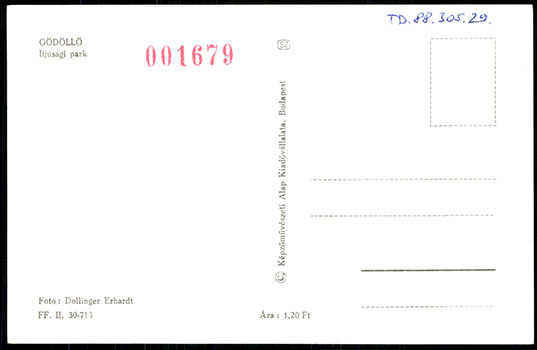 TD.88.305.29.
GÖDÖLLŐ
Ifjúsági park
001679
© Képzőművészeti Alap Kiadóvállalata, Budapest
Foto: Dollinger Erhardt
FF. II. 30-713
Ára: 1,20 Ft